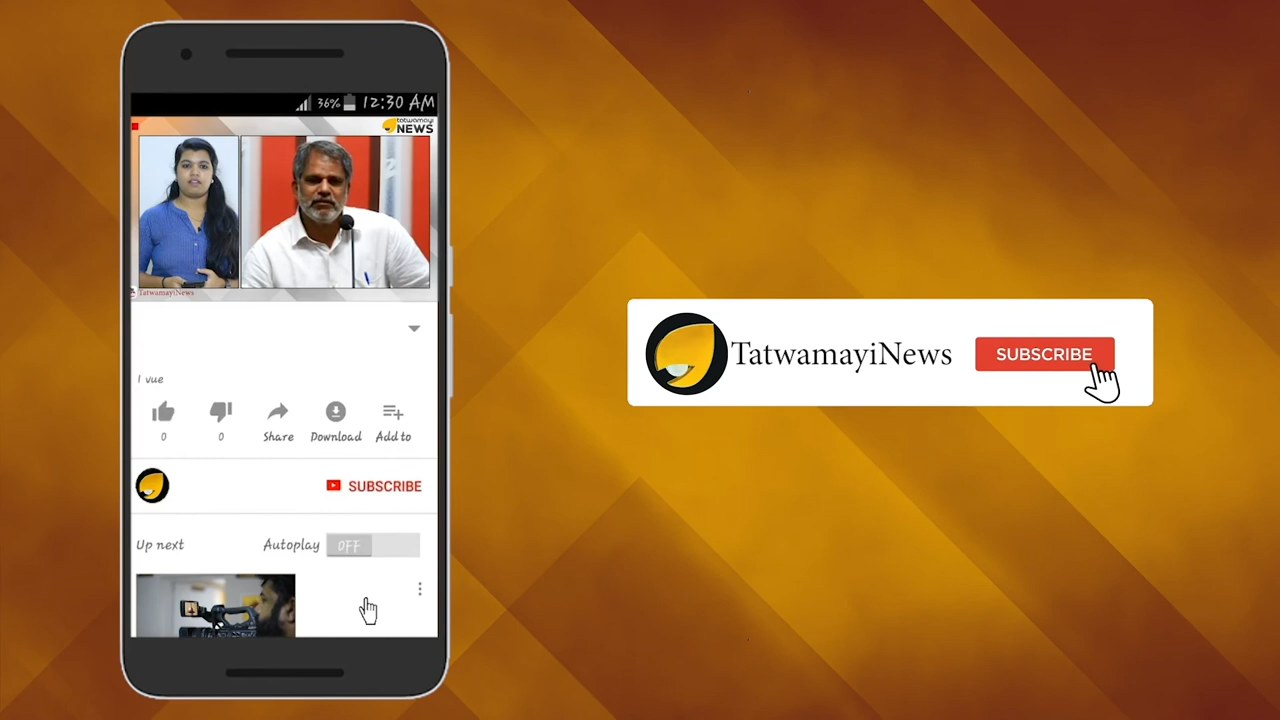 36% 12:30 AM
tatwamayi
NEWS
TatwamayiNews
1 vue
0 0 Share Download Add to
SUBSCRIBE
Up next Autoplay OFF
TatwamayiNews SUBSCRIBE